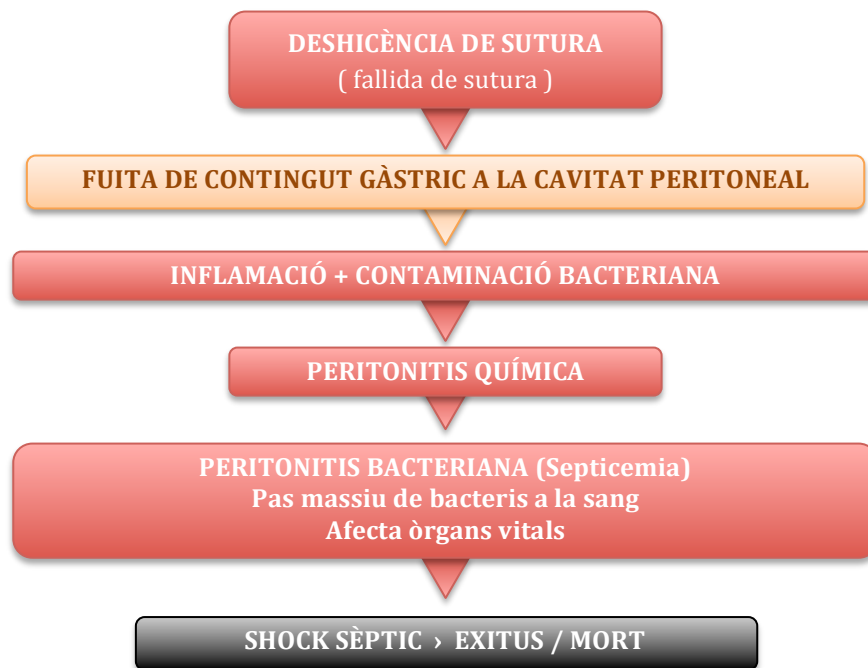 DESHICÈNCIA DE SUTURA
( fallida de sutura )
FUITA DE CONTINGUT GÀSTRIC A LA CAVITAT PERITONEAL
INFLAMACIÓ + CONTAMINACIÓ BACTERIANA
PERITONITIS QUÍMICA
PERITONITIS BACTERIANA (Septicemia)
Pas massiu de bacteris a la sang
Afecta òrgans vitals
SHOCK SÈPTIC › EXITUS / MORT